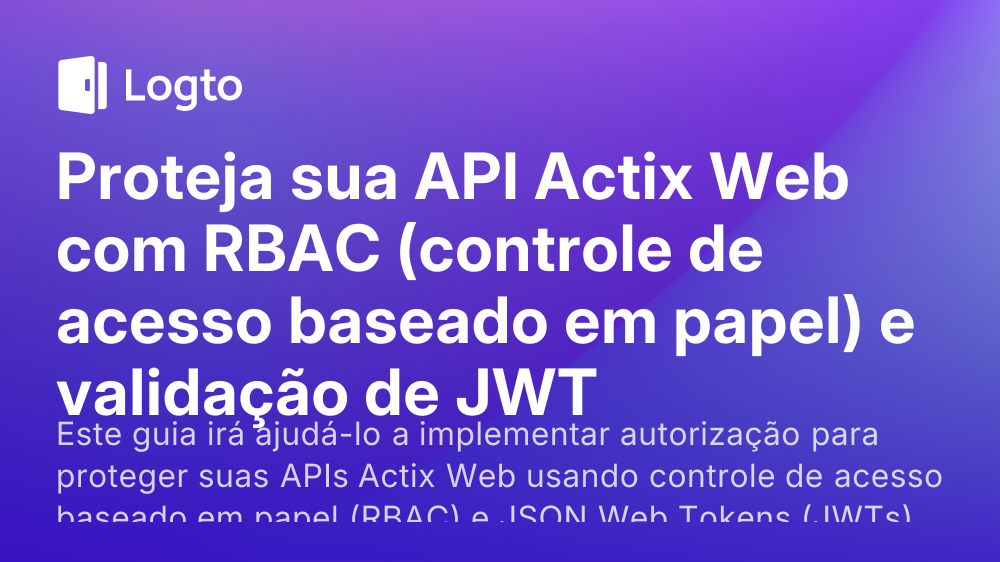 Logto
Proteja sua API Actix Web
com RBAC (controle de
acesso baseado em papel) e
validação de JWT
Este guia irá ajudá-lo a implementar autorização para
proteger suas APIs Actix Web usando controle de acesso
baseado em papel (RBAC) e JSON Web Tokens (JWTs)